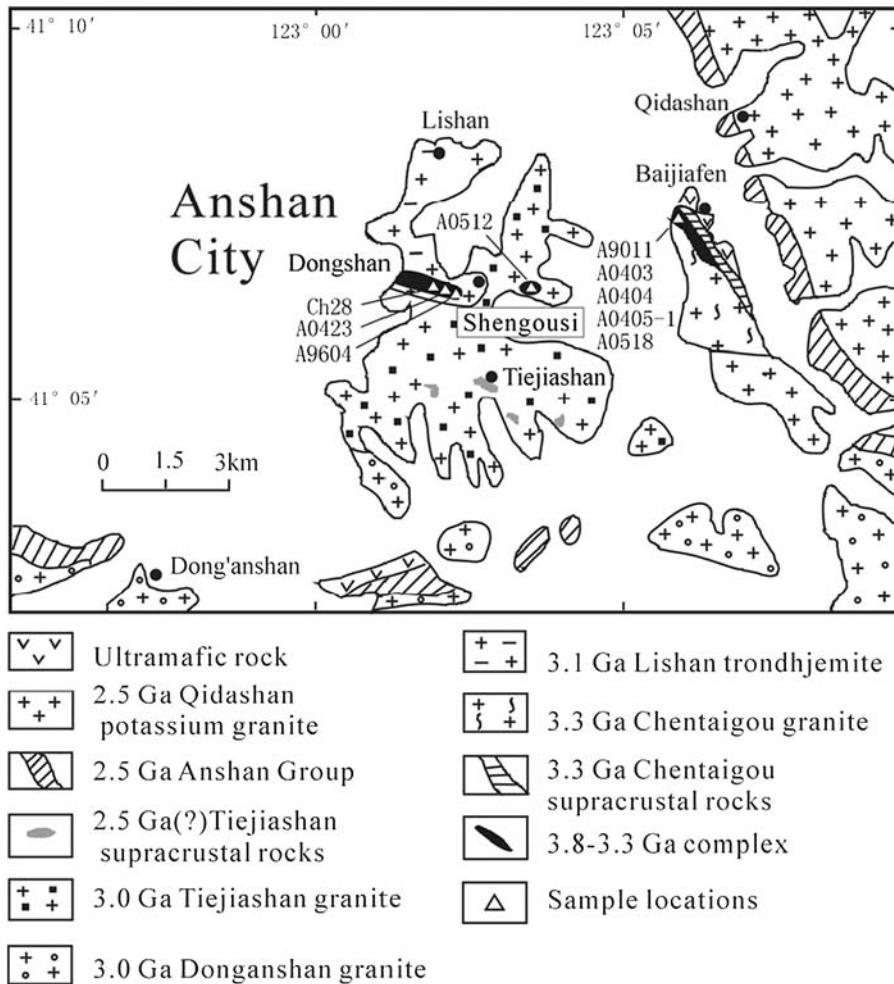 41° 10′
123° 00′
123° 05′
Qidashan
Lishan
Baijiafen
Anshan
City
A0512
A9011
Dongshan
A0403
A0404
Ch28
A0405-1
A0423
Shengousi
A0518
A9604
Tiejiashan
41° 05′
0 1.5 3km
Dong'anshan
Ultramafic rock
2.5 Ga Qidashan
potassium granite
2.5 Ga Anshan Group
2.5 Ga(?)Tiejiashan
supracrustal rocks
3.0 Ga Tiejiashan granite
3.0 Ga Donganshan granite
3.1 Ga Lishan trondhjemite
3.3 Ga Chentaigou granite
3.3 Ga Chentaigou
supracrustal rocks
3.8-3.3 Ga complex
Sample locations